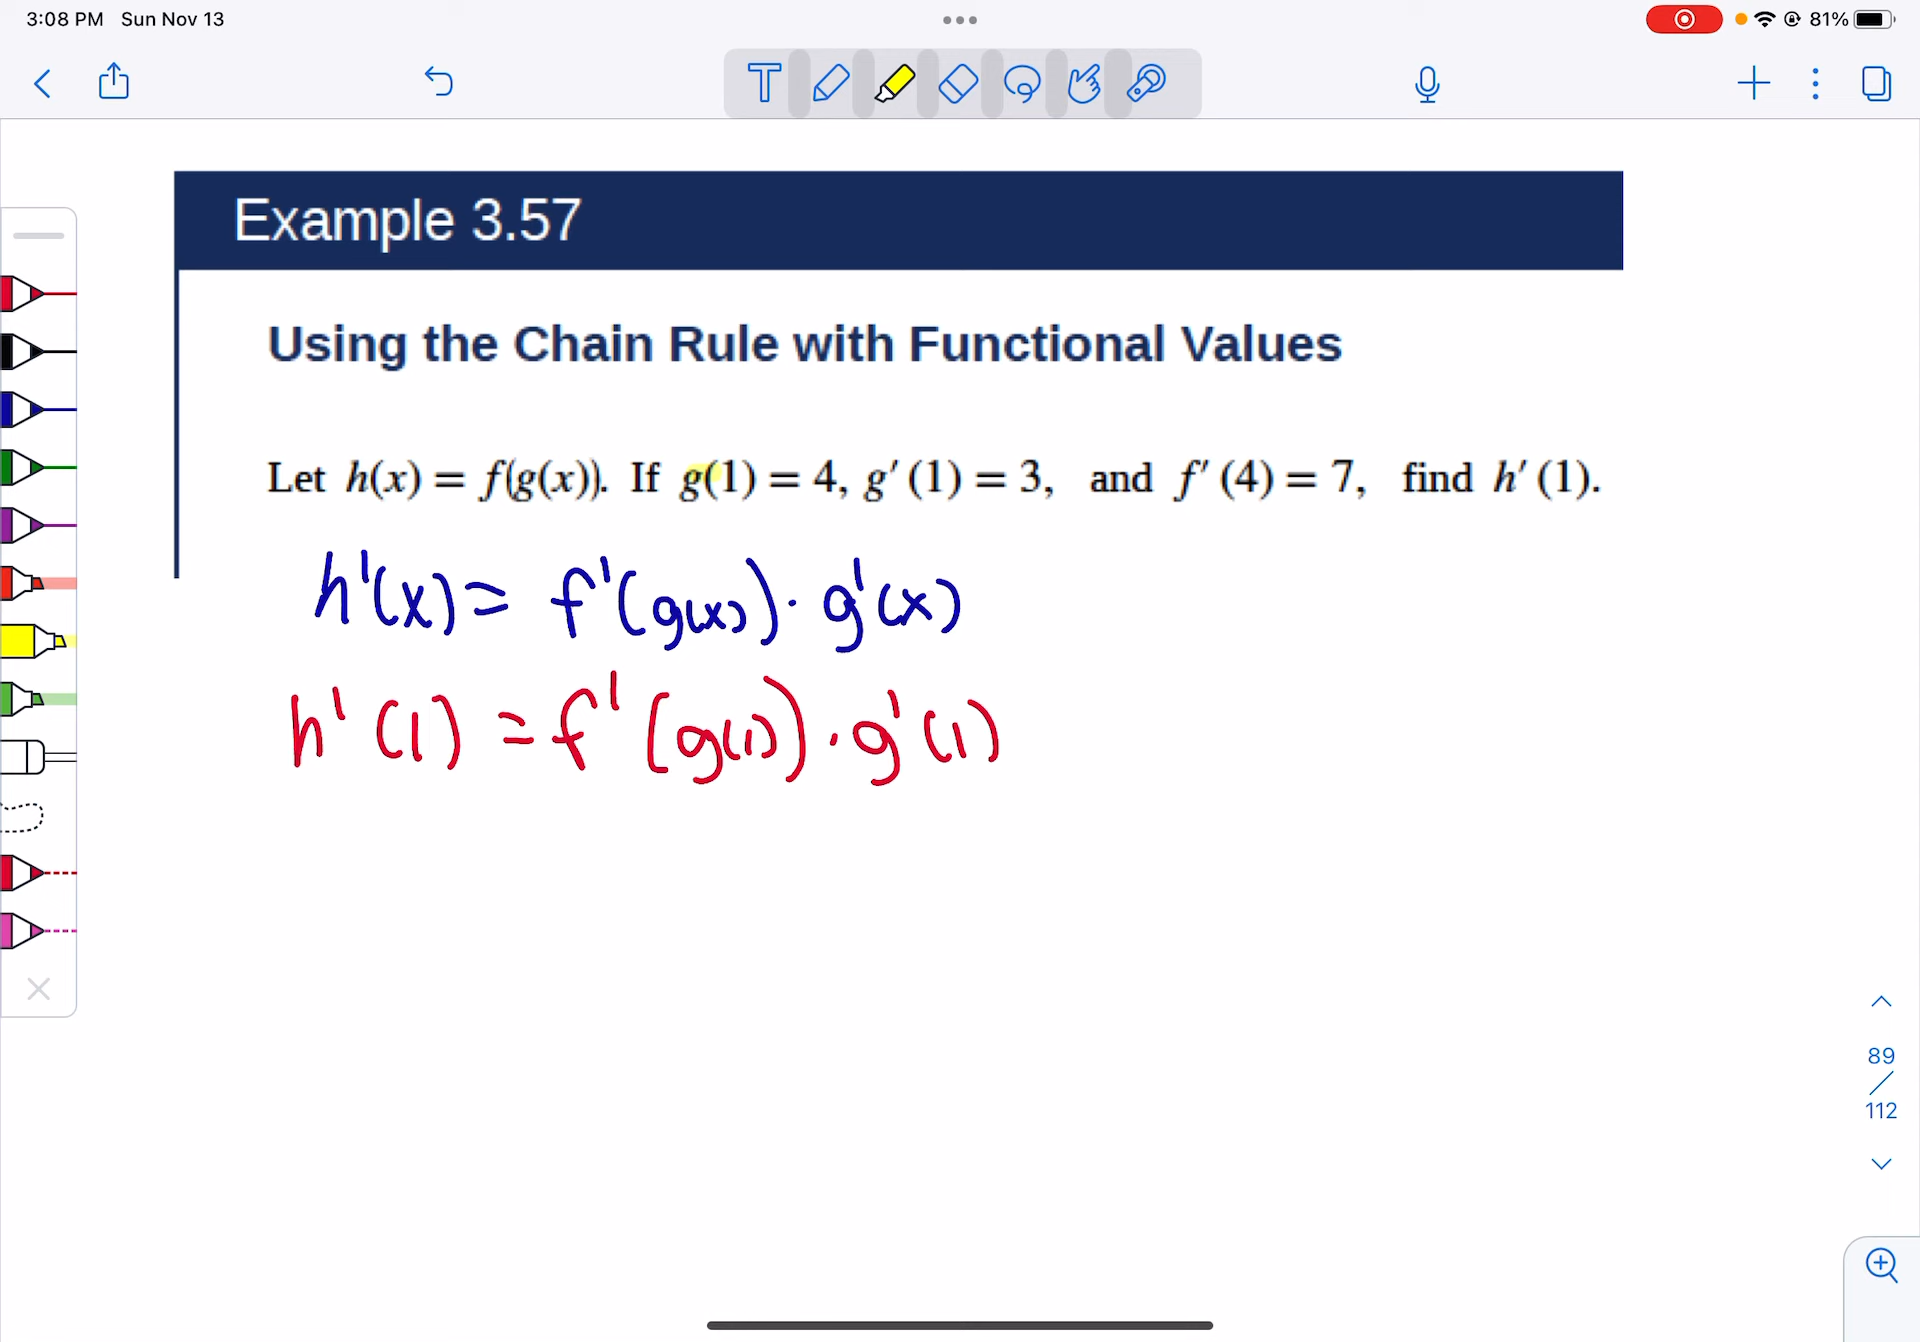 3:08 PM Sun Nov 13
81%
Example 3.57
Using the Chain Rule with Functional Values
Let h(x) = f(g(x)). If g(1) = 4, g′(1) = 3, and f′(4) = 7, find h′(1).
h'(x) = f'(g(x)) · g'(x)
h'(1) = f'(g(1)) · g'(1)
89
/
112